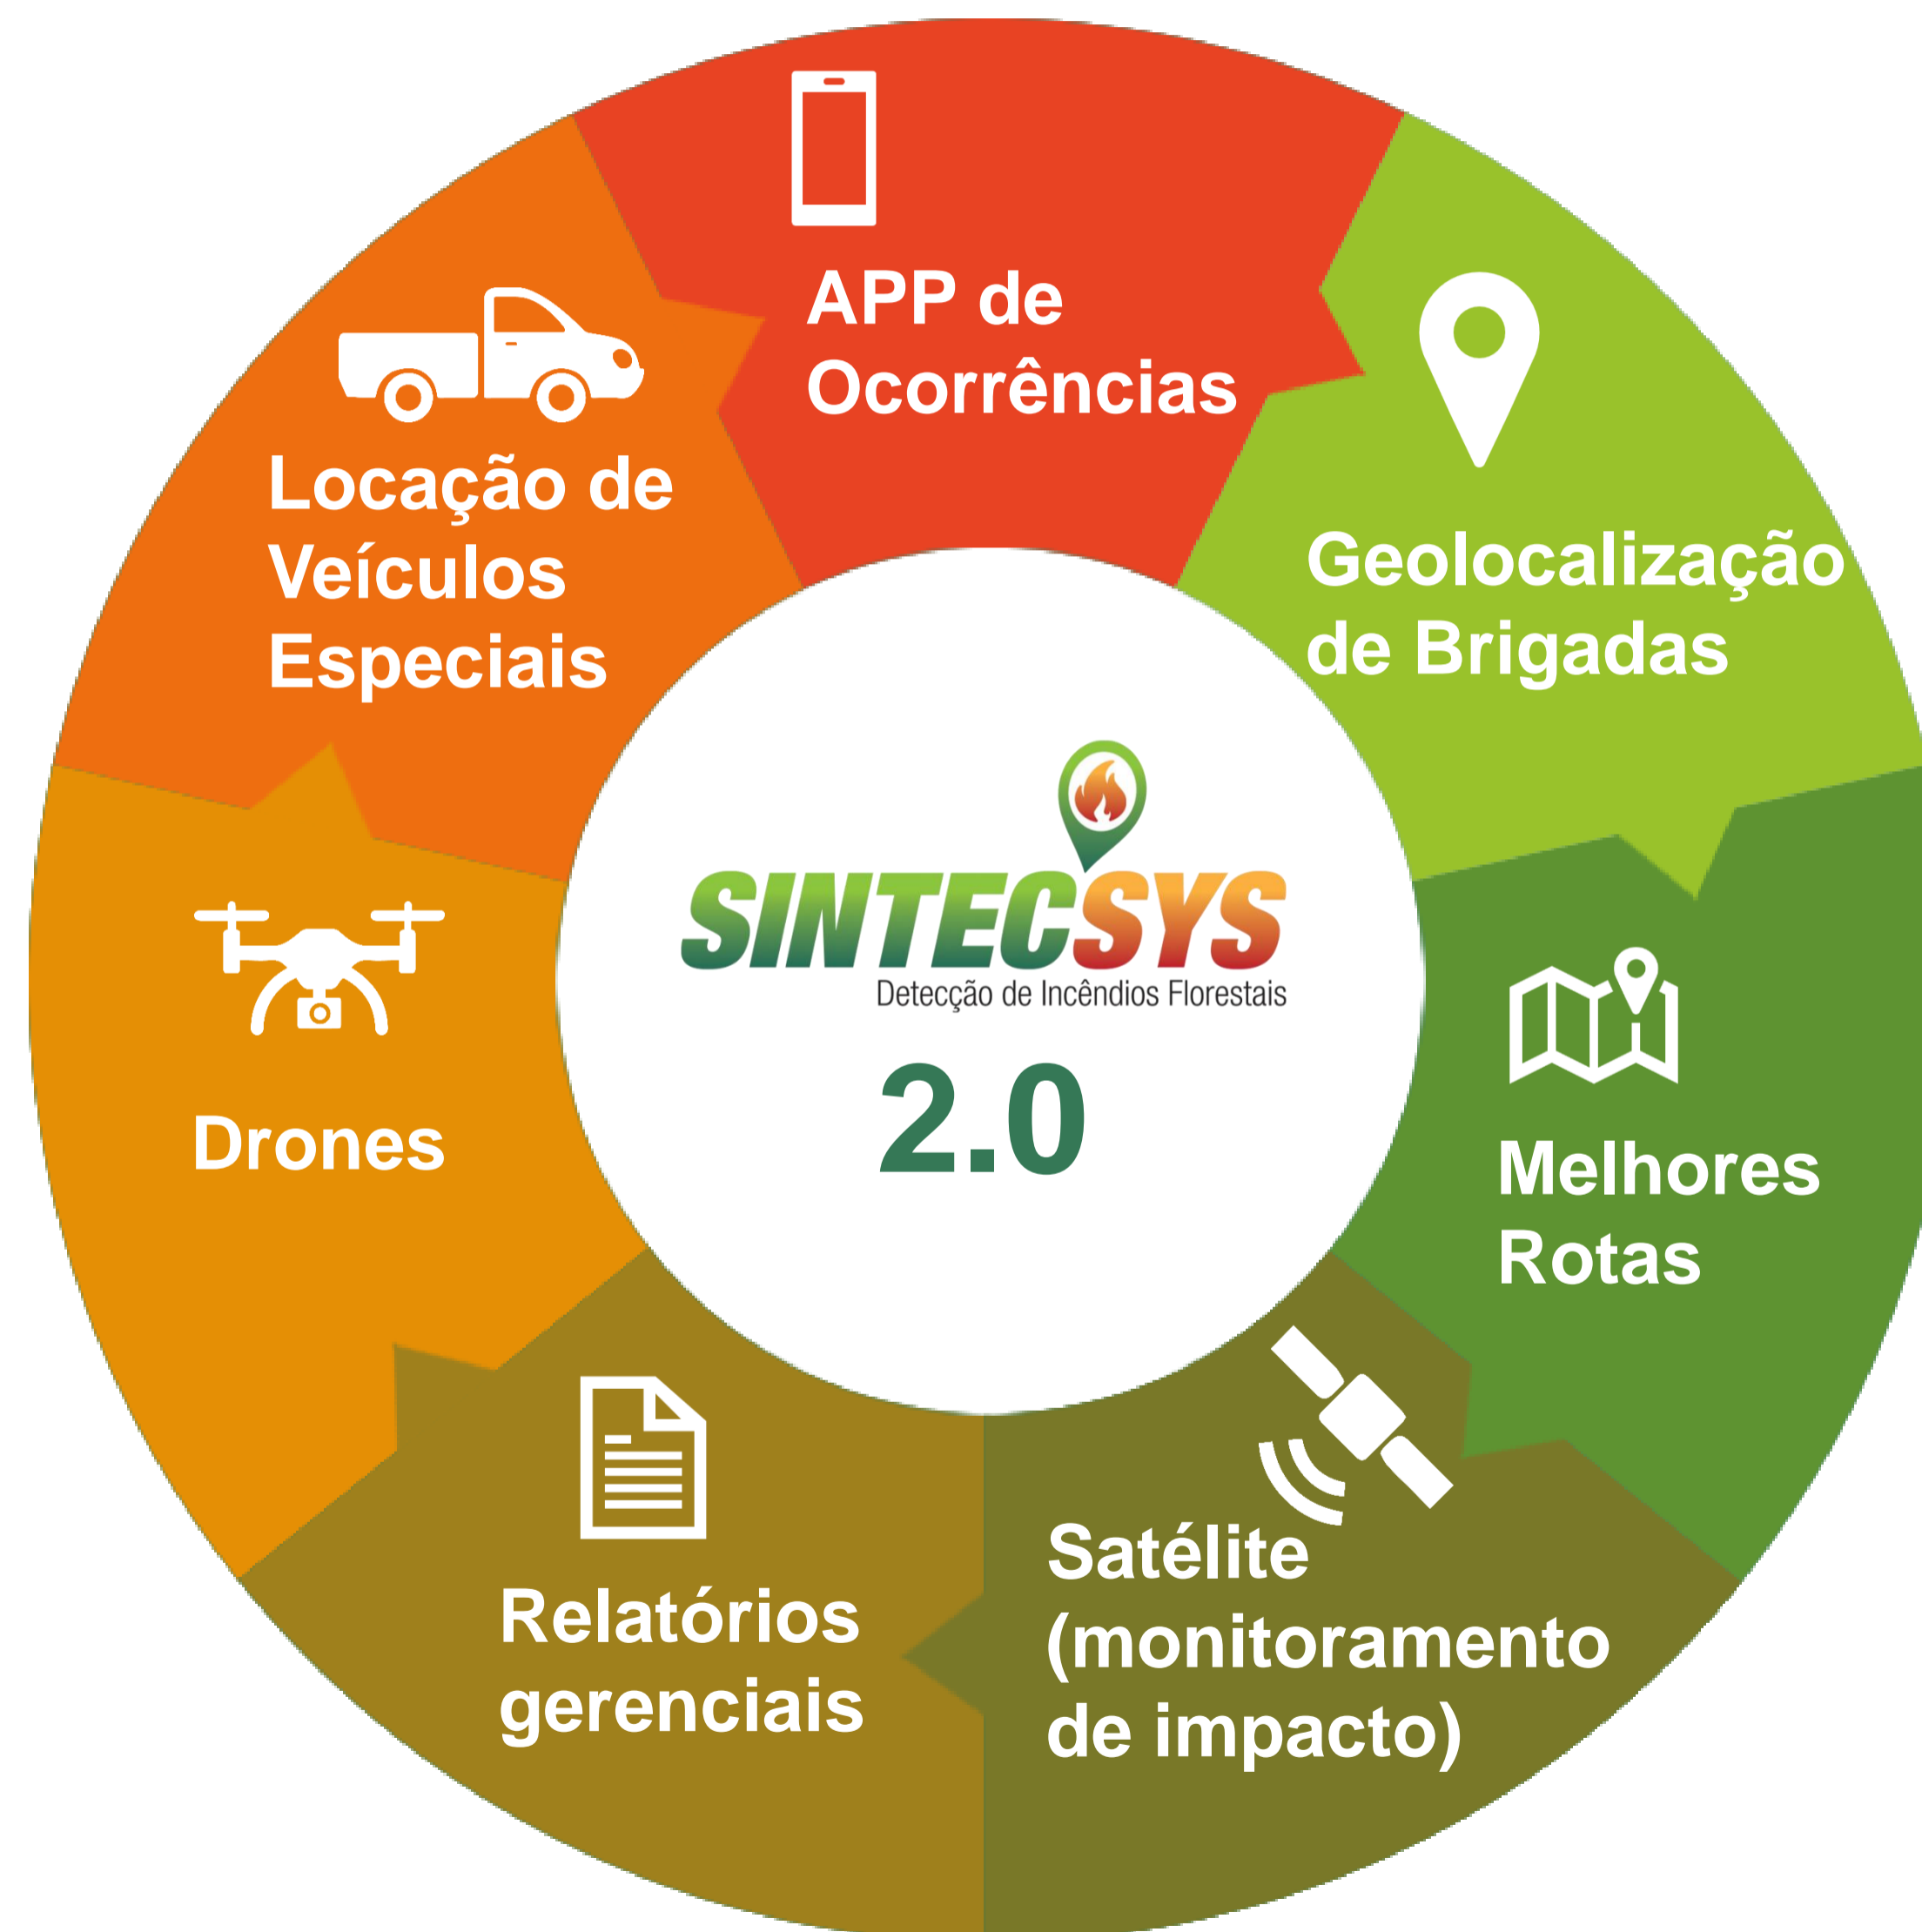 APP de
Ocorrências
Geolocalização
de Brigadas
Melhores
Rotas
Satélite
(monitoramento
de impacto)
Relatórios
gerenciais
Drones
Locação de
Veículos
Especiais
SINTECSYS
Detecção de Incêndios Florestais
2.0